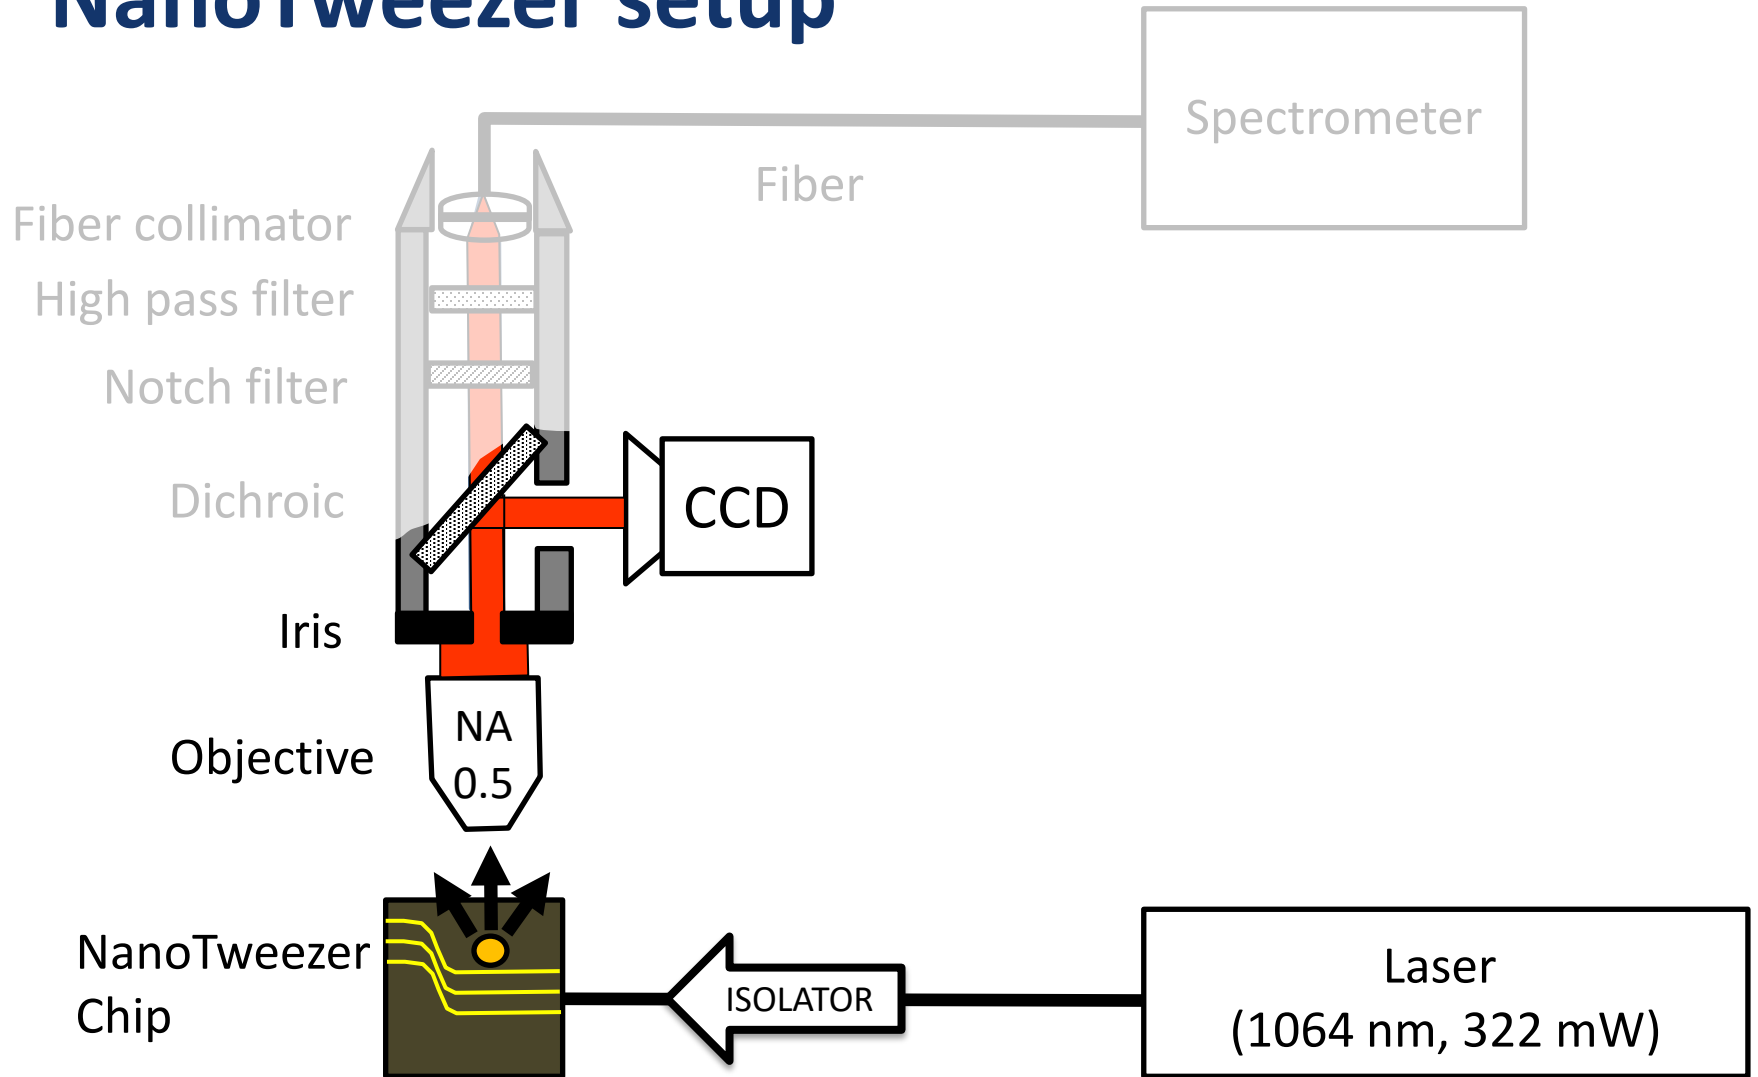 NanoTweezer setup
Spectrometer
Fiber
Fiber collimator
High pass filter
Notch filter
Dichroic
CCD
Iris
Objective
NA
0.5
NanoTweezer
Chip
ISOLATOR
Laser
(1064 nm, 322 mW)